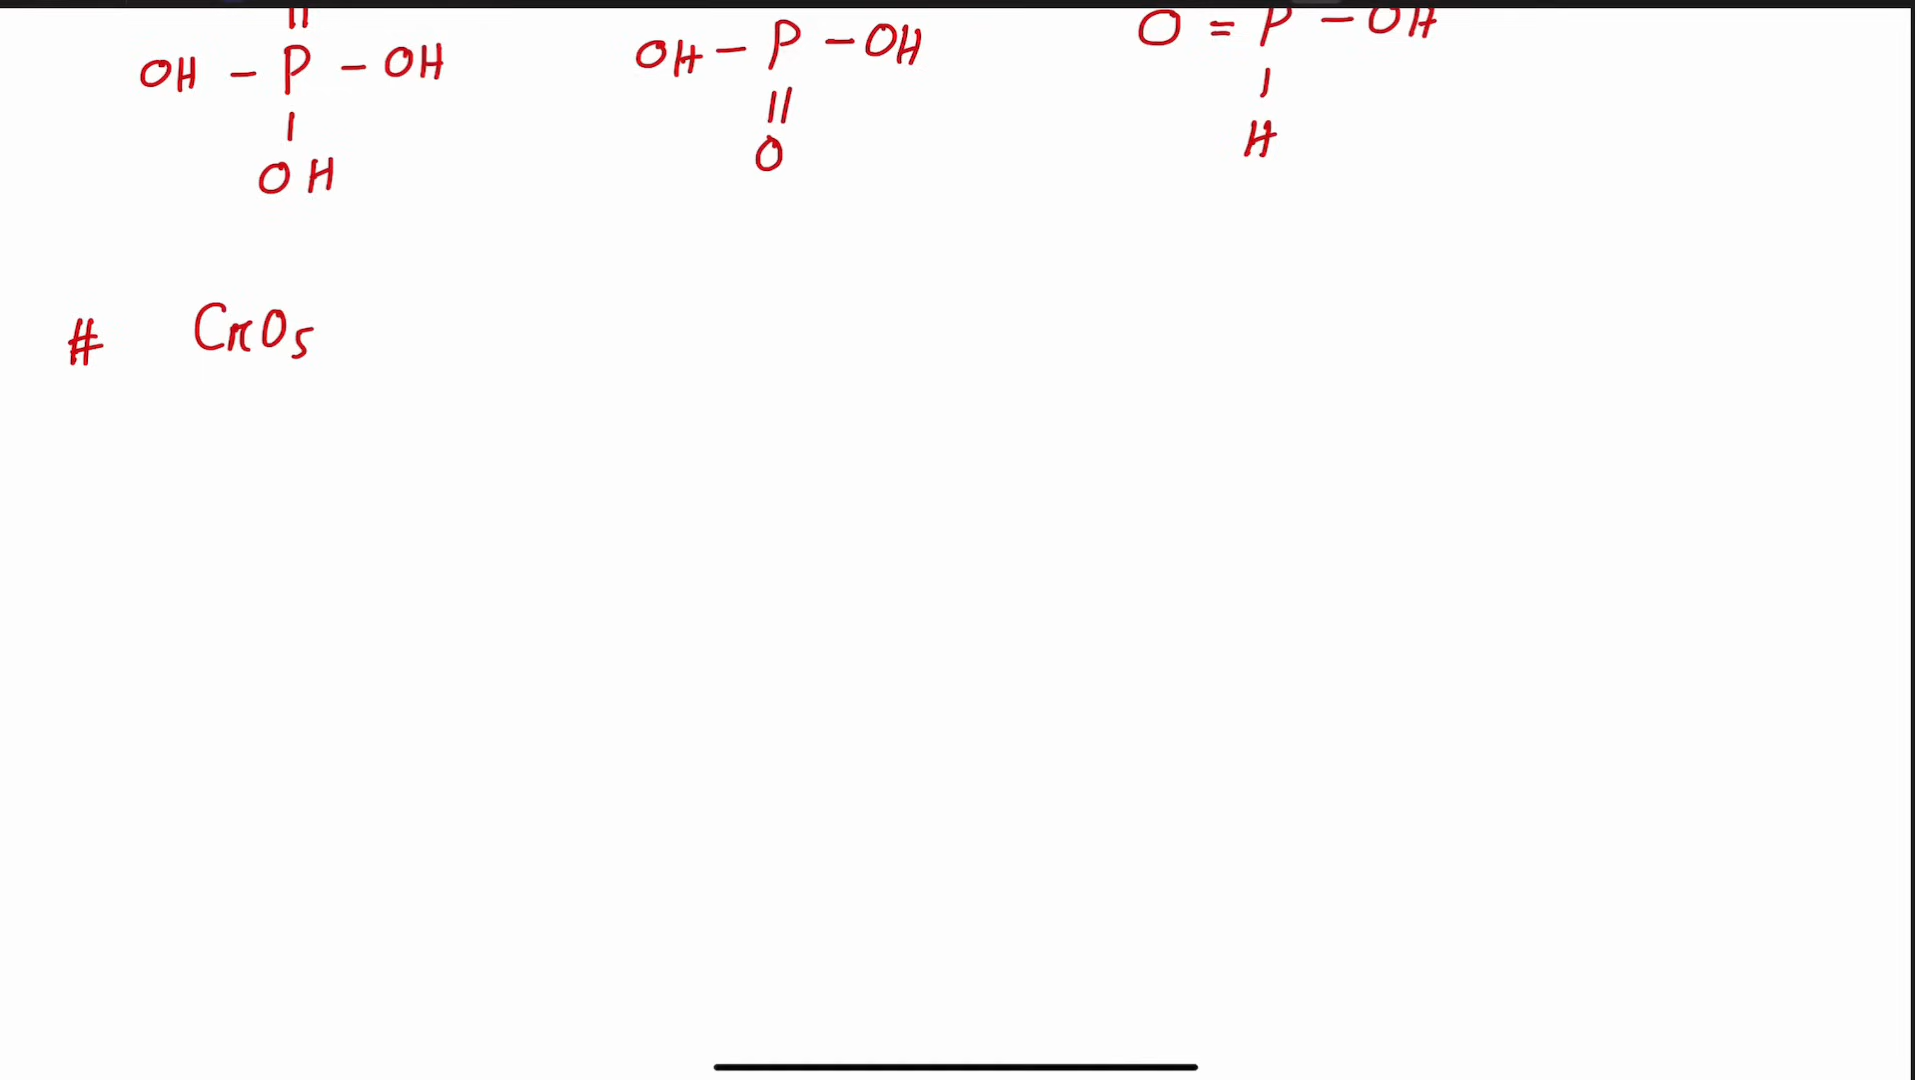 OH - P - OH
OH
OH - P - OH
O
O = P - OH
H
# CrO5